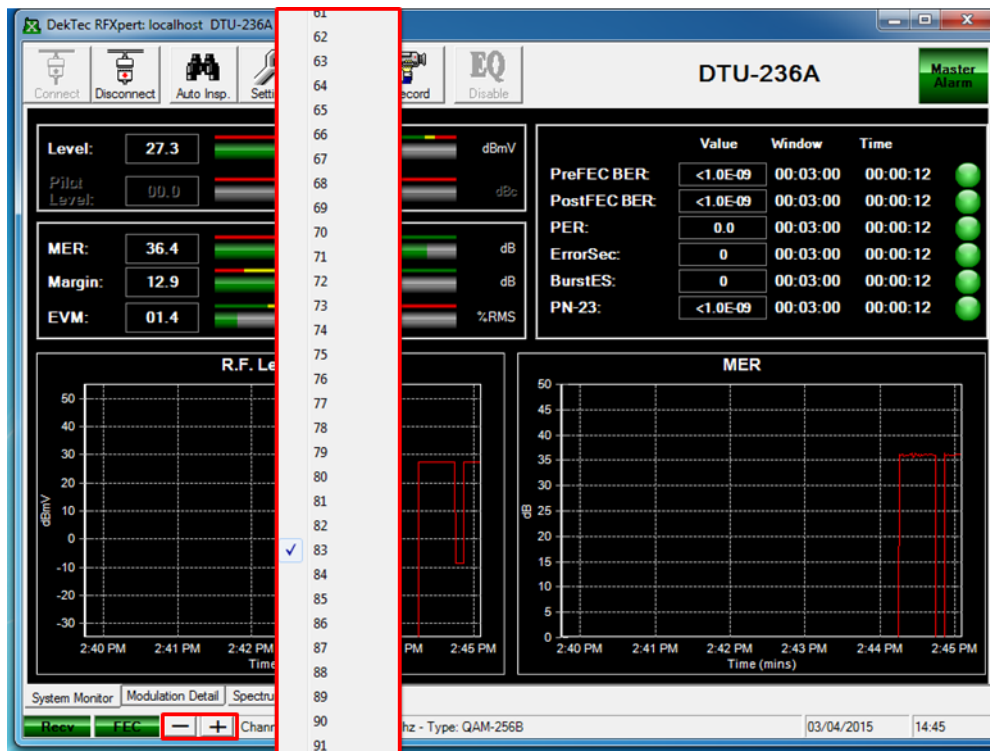 DekTec RFXpert: localhost DTU-236A
Connect
Disconnect
Auto Insp.
EQ
Disable
DTU-236A
Master
Alarm
Level:
27.3
dBmV
Pilot
Level:
00.0
dBc
MER:
36.4
dB
Margin:
12.9
dB
EVM:
01.4
%RMS
Value Window Time
PreFEC BER: <1.0E-09 00:03:00 00:00:12
PostFEC BER: <1.0E-09 00:03:00 00:00:12
PER: 0.0 00:03:00 00:00:12
ErrorSec: 0 00:03:00 00:00:12
BurstES: 0 00:03:00 00:00:12
PN-23: <1.0E-09 00:03:00 00:00:12
61
62
63
64
65
66
67
68
69
70
71
72
73
74
75
76
77
78
79
80
81
82
✓ 83
84
85
86
87
88
89
90
91
R.F.
50
40
30
20
10
0
-10
-20
-30
dBmV
2:40 PM 2:41 PM 2:42 PM PM 2:45 PM
Time
MER
50
45
40
35
30
25
20
15
10
5
0
dB
2:40 PM 2:41 PM 2:42 PM 2:43 PM 2:44 PM 2:45 PM
Time (mins)
System Monitor
Modulation Detail
Recv
FEC
−
+
hz - Type: QAM-256B
03/04/2015
14:45